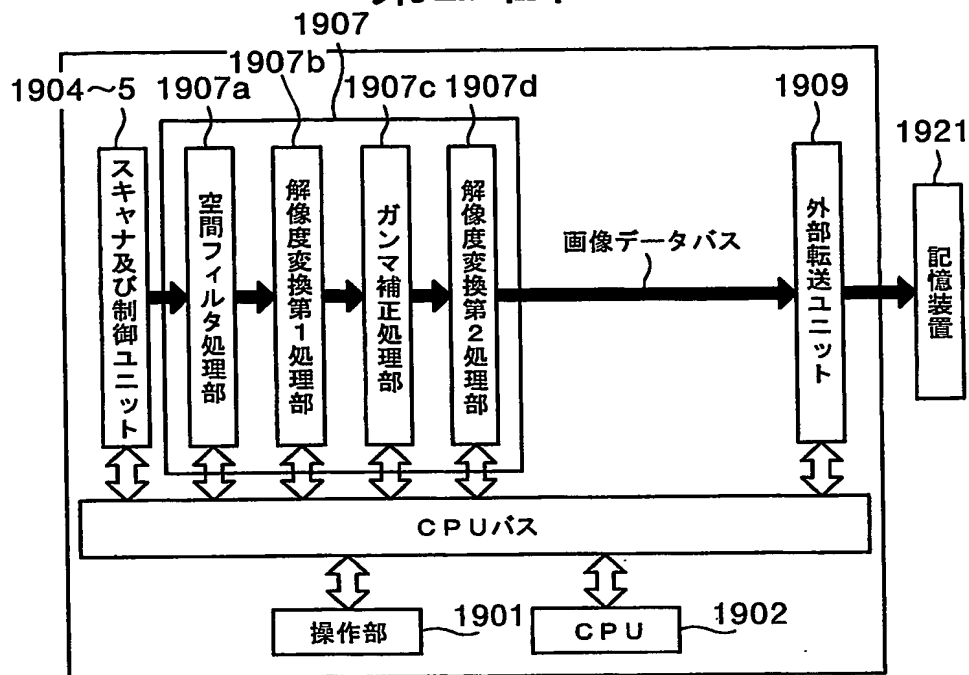 1907
1907b
1904～5
1907a
1907c
1907d
1909
1921
スキャナ及び制御ユニット
空間フィルタ処理部
解像度変換第1処理部
ガンマ補正処理部
解像度変換第2処理部
画像データバス
外部転送ユニット
記憶装置
CPUバス
操作部
1901
CPU
1902